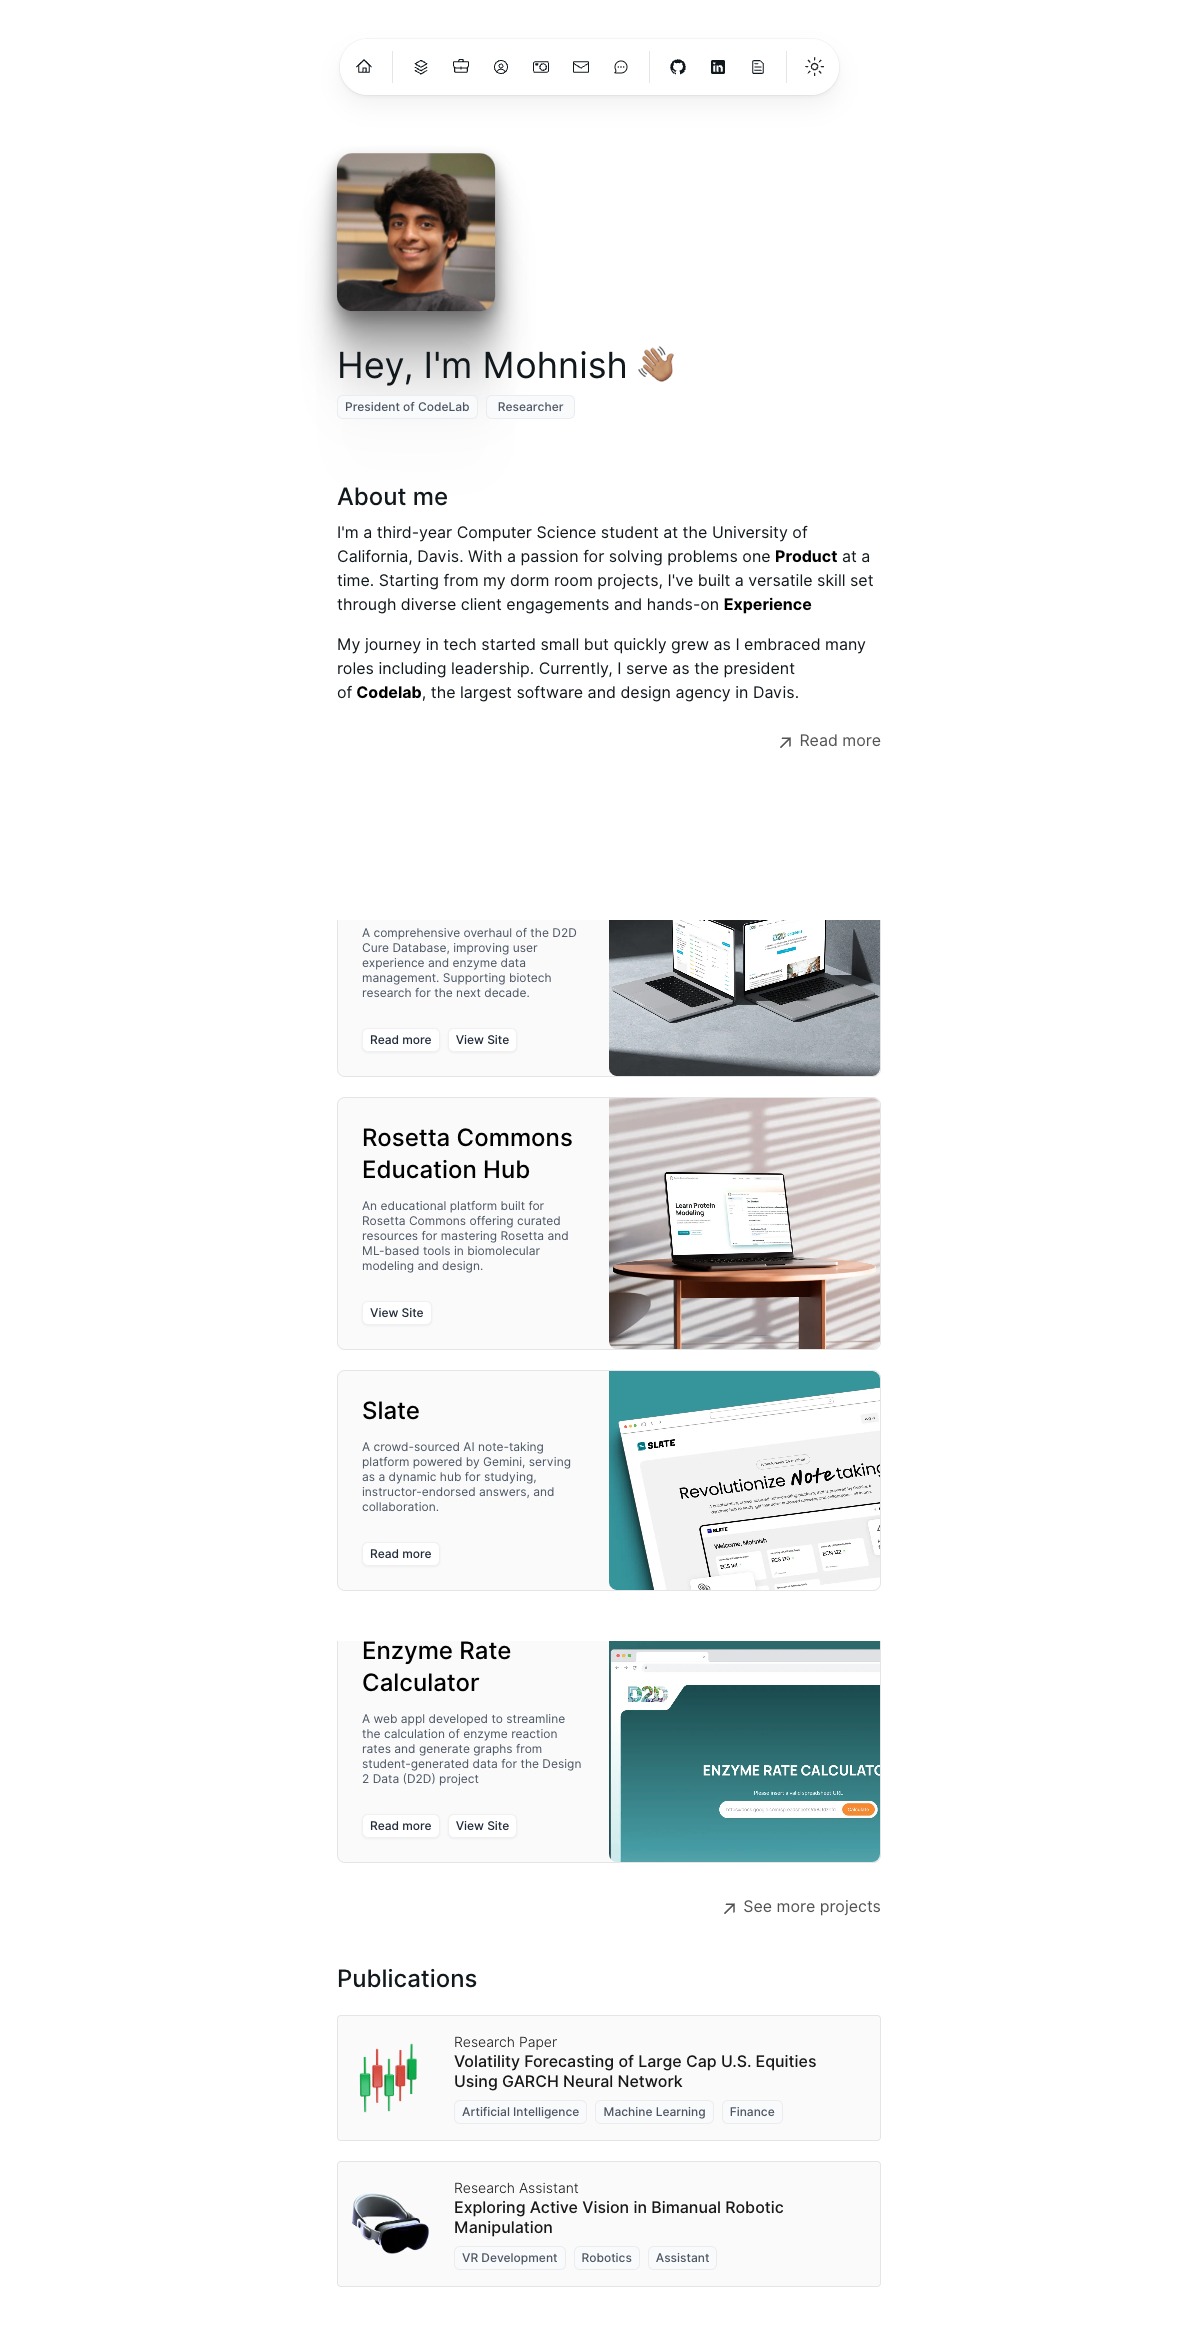 Hey, I'm Mohnish 👋🏽
President of CodeLab
Researcher
About me
I'm a third-year Computer Science student at the University of
California, Davis. With a passion for solving problems one Product at a
time. Starting from my dorm room projects, I've built a versatile skill set
through diverse client engagements and hands-on Experience
My journey in tech started small but quickly grew as I embraced many
roles including leadership. Currently, I serve as the president
of Codelab, the largest software and design agency in Davis.
Read more
A comprehensive overhaul of the D2D
Cure Database, improving user
experience and enzyme data
management. Supporting biotech
research for the next decade.
Read more
View Site
Rosetta Commons
Education Hub
An educational platform built for
Rosetta Commons offering curated
resources for mastering Rosetta and
ML-based tools in biomolecular
modeling and design.
View Site
Learn Protein
Modeling
Slate
A crowd-sourced AI note-taking
platform powered by Gemini, serving
as a dynamic hub for studying,
instructor-endorsed answers, and
collaboration.
Read more
SLATE
Revolutionize Note taking
SLATE
Welcome, Mohnish
Enzyme Rate
Calculator
A web appl developed to streamline
the calculation of enzyme reaction
rates and generate graphs from
student-generated data for the Design
2 Data (D2D) project
Read more
View Site
D2D
ENZYME RATE CALCULATO
Please insert a valid spreadsheet URL
Calculate
See more projects
Publications
Research Paper
Volatility Forecasting of Large Cap U.S. Equities
Using GARCH Neural Network
Artificial Intelligence
Machine Learning
Finance
Research Assistant
Exploring Active Vision in Bimanual Robotic
Manipulation
VR Development
Robotics
Assistant